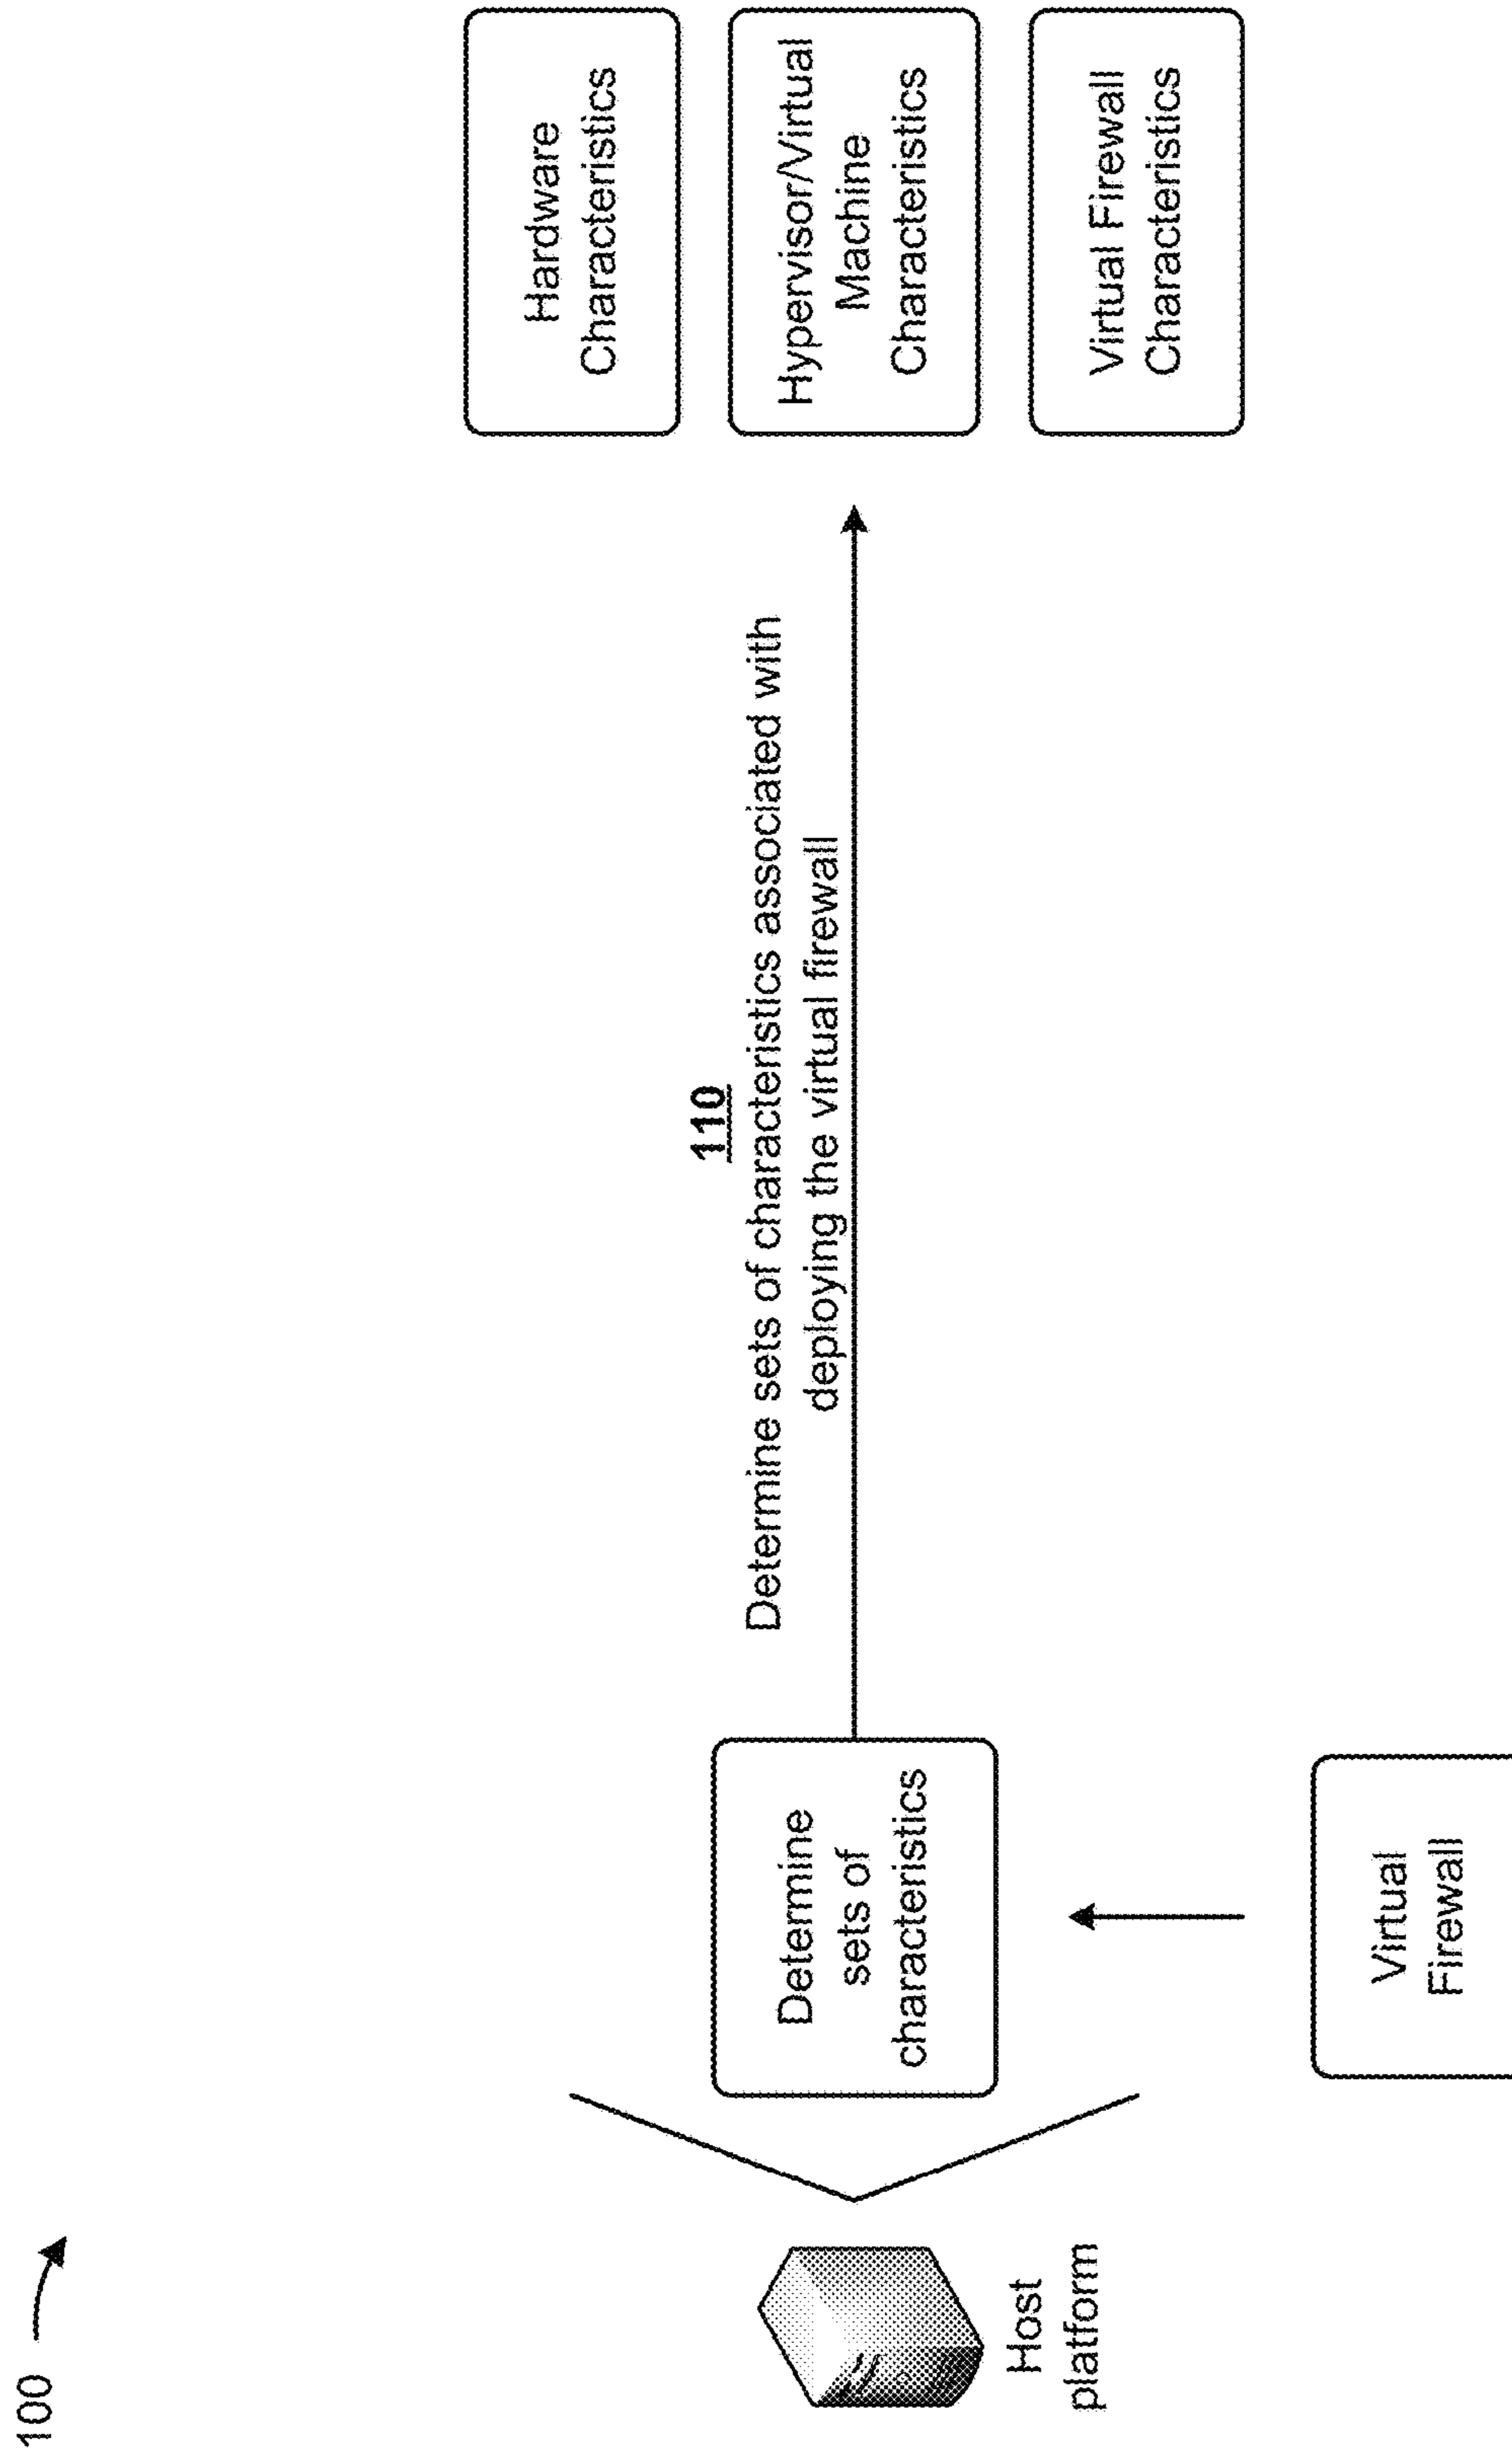 100
110
Determine sets of characteristics associated with
deploying the virtual firewall
Host
platform
Determine
sets of
characteristics
Virtual
Firewall
Hardware
Characteristics
Hypervisor/Virtual
Machine
Characteristics
Virtual Firewall
Characteristics